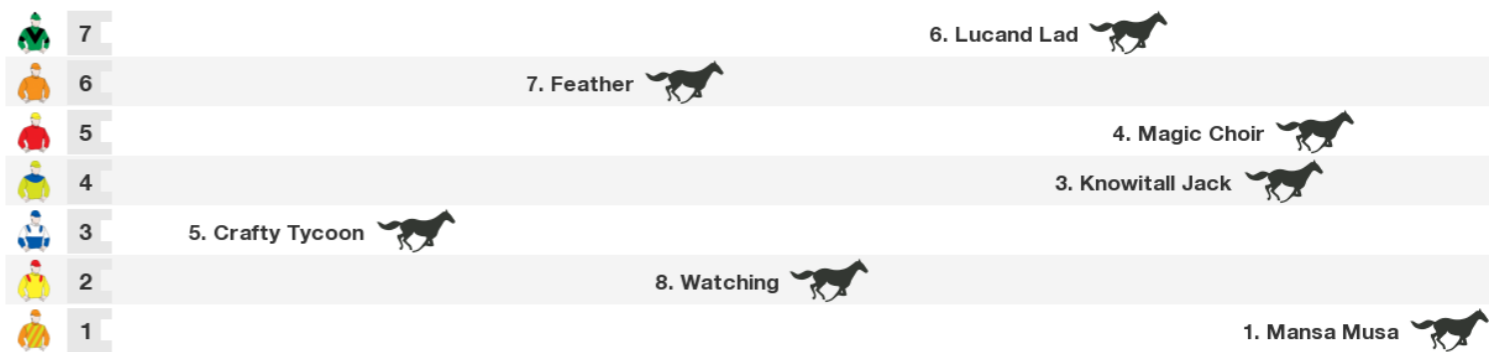 7 6. Lucand Lad
6 7. Feather
5 4. Magic Choir
4 3. Knowitall Jack
3 5. Crafty Tycoon
2 8. Watching
1 1. Mansa Musa